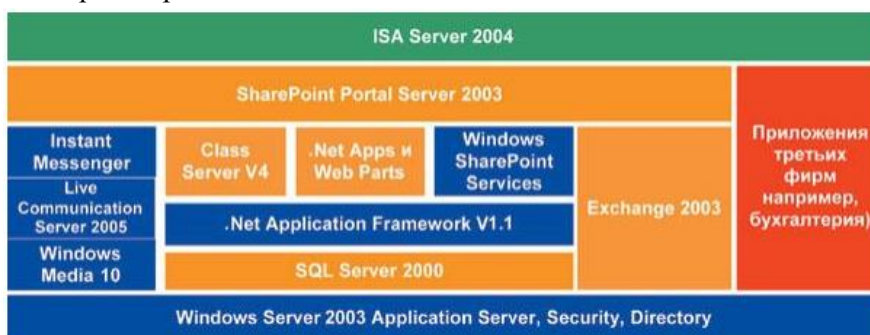 ISA Server 2004
SharePoint Portal Server 2003
Instant
Messenger
Live
Communication
Server 2005
Windows
Media 10
Class
Server V4
.Net Apps и
Web Parts
Windows
SharePoint
Services
.Net Application Framework V1.1
SQL Server 2000
Exchange 2003
Приложения
третьих
фирм
например,
бухгалтерия)
Windows Server 2003 Application Server, Security, Directory